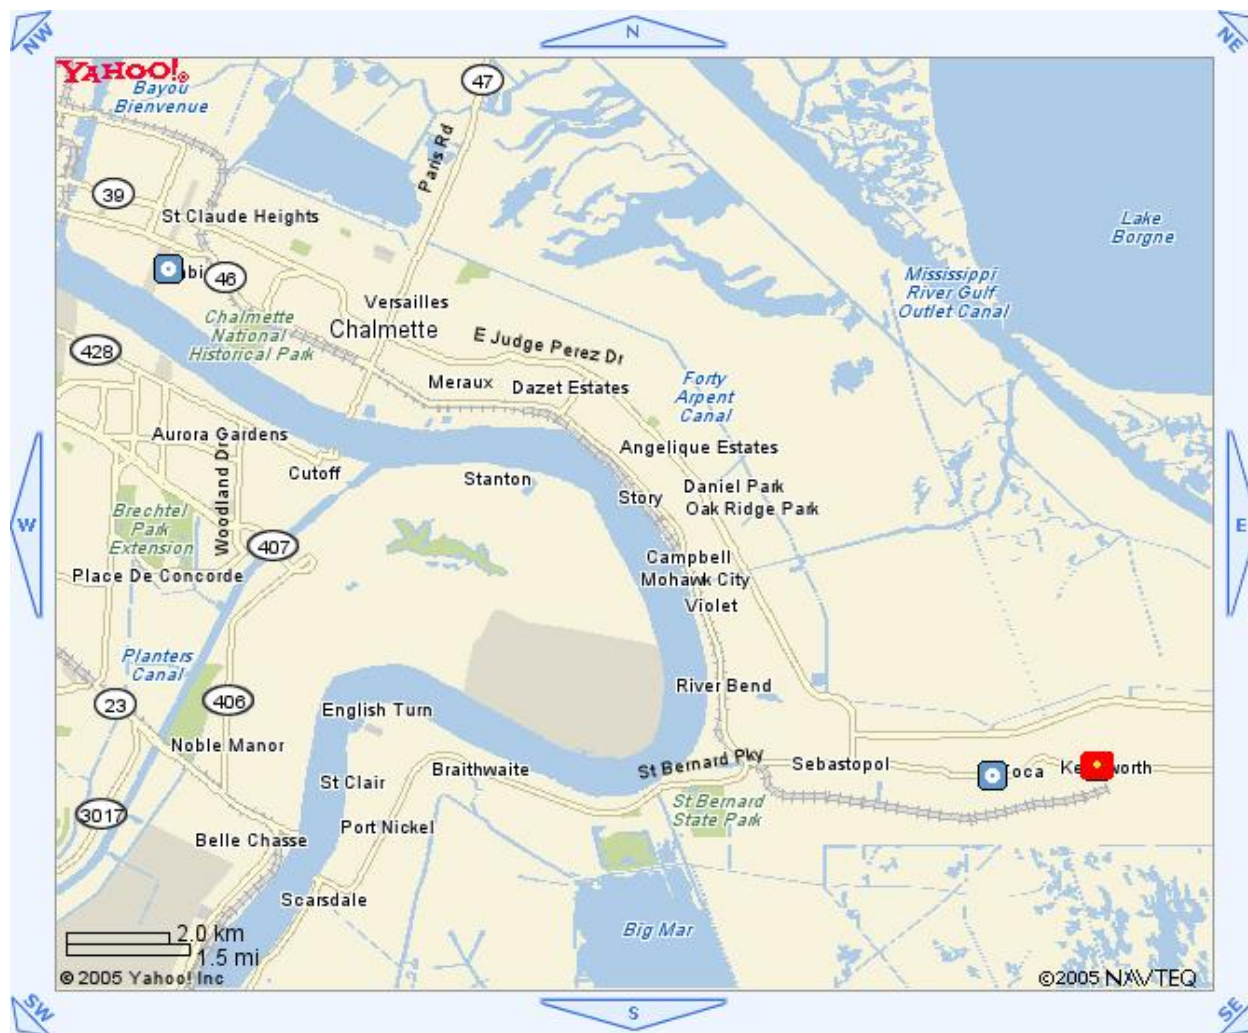 NW
N
NE
YAHOO!®
Bayou
Bienvenue
47
Paris Rd
39
St Claude Heights
Lake
Borgne
46
Mississippi
River Gulf
Outlet Canal
Versailles
Chalmette
National
Historical Park
Chalmette
E Judge Perez Dr
428
Meraux
Dazet Estates
Forty
Arpent
Canal
Aurora Gardens
Woodland Dr
Angelique Estates
Cutoff
Stanton
Story
Daniel Park
Oak Ridge Park
W
E
Brechtel
Park
Extension
407
Campbell
Place De Concorde
Mohawk City
Violet
Planters
Canal
River Bend
23
406
English Turn
Noble Manor
St Bernard Pky
Sebastopol
St Clair
Braithwaite
St Bernard
State Park
3017
Port Nickel
Belle Chasse
Scarsdale
Big Mar
2.0 km
1.5 mi
© 2005 Yahoo! Inc
©2005 NAVTEQ
SW
S
SE